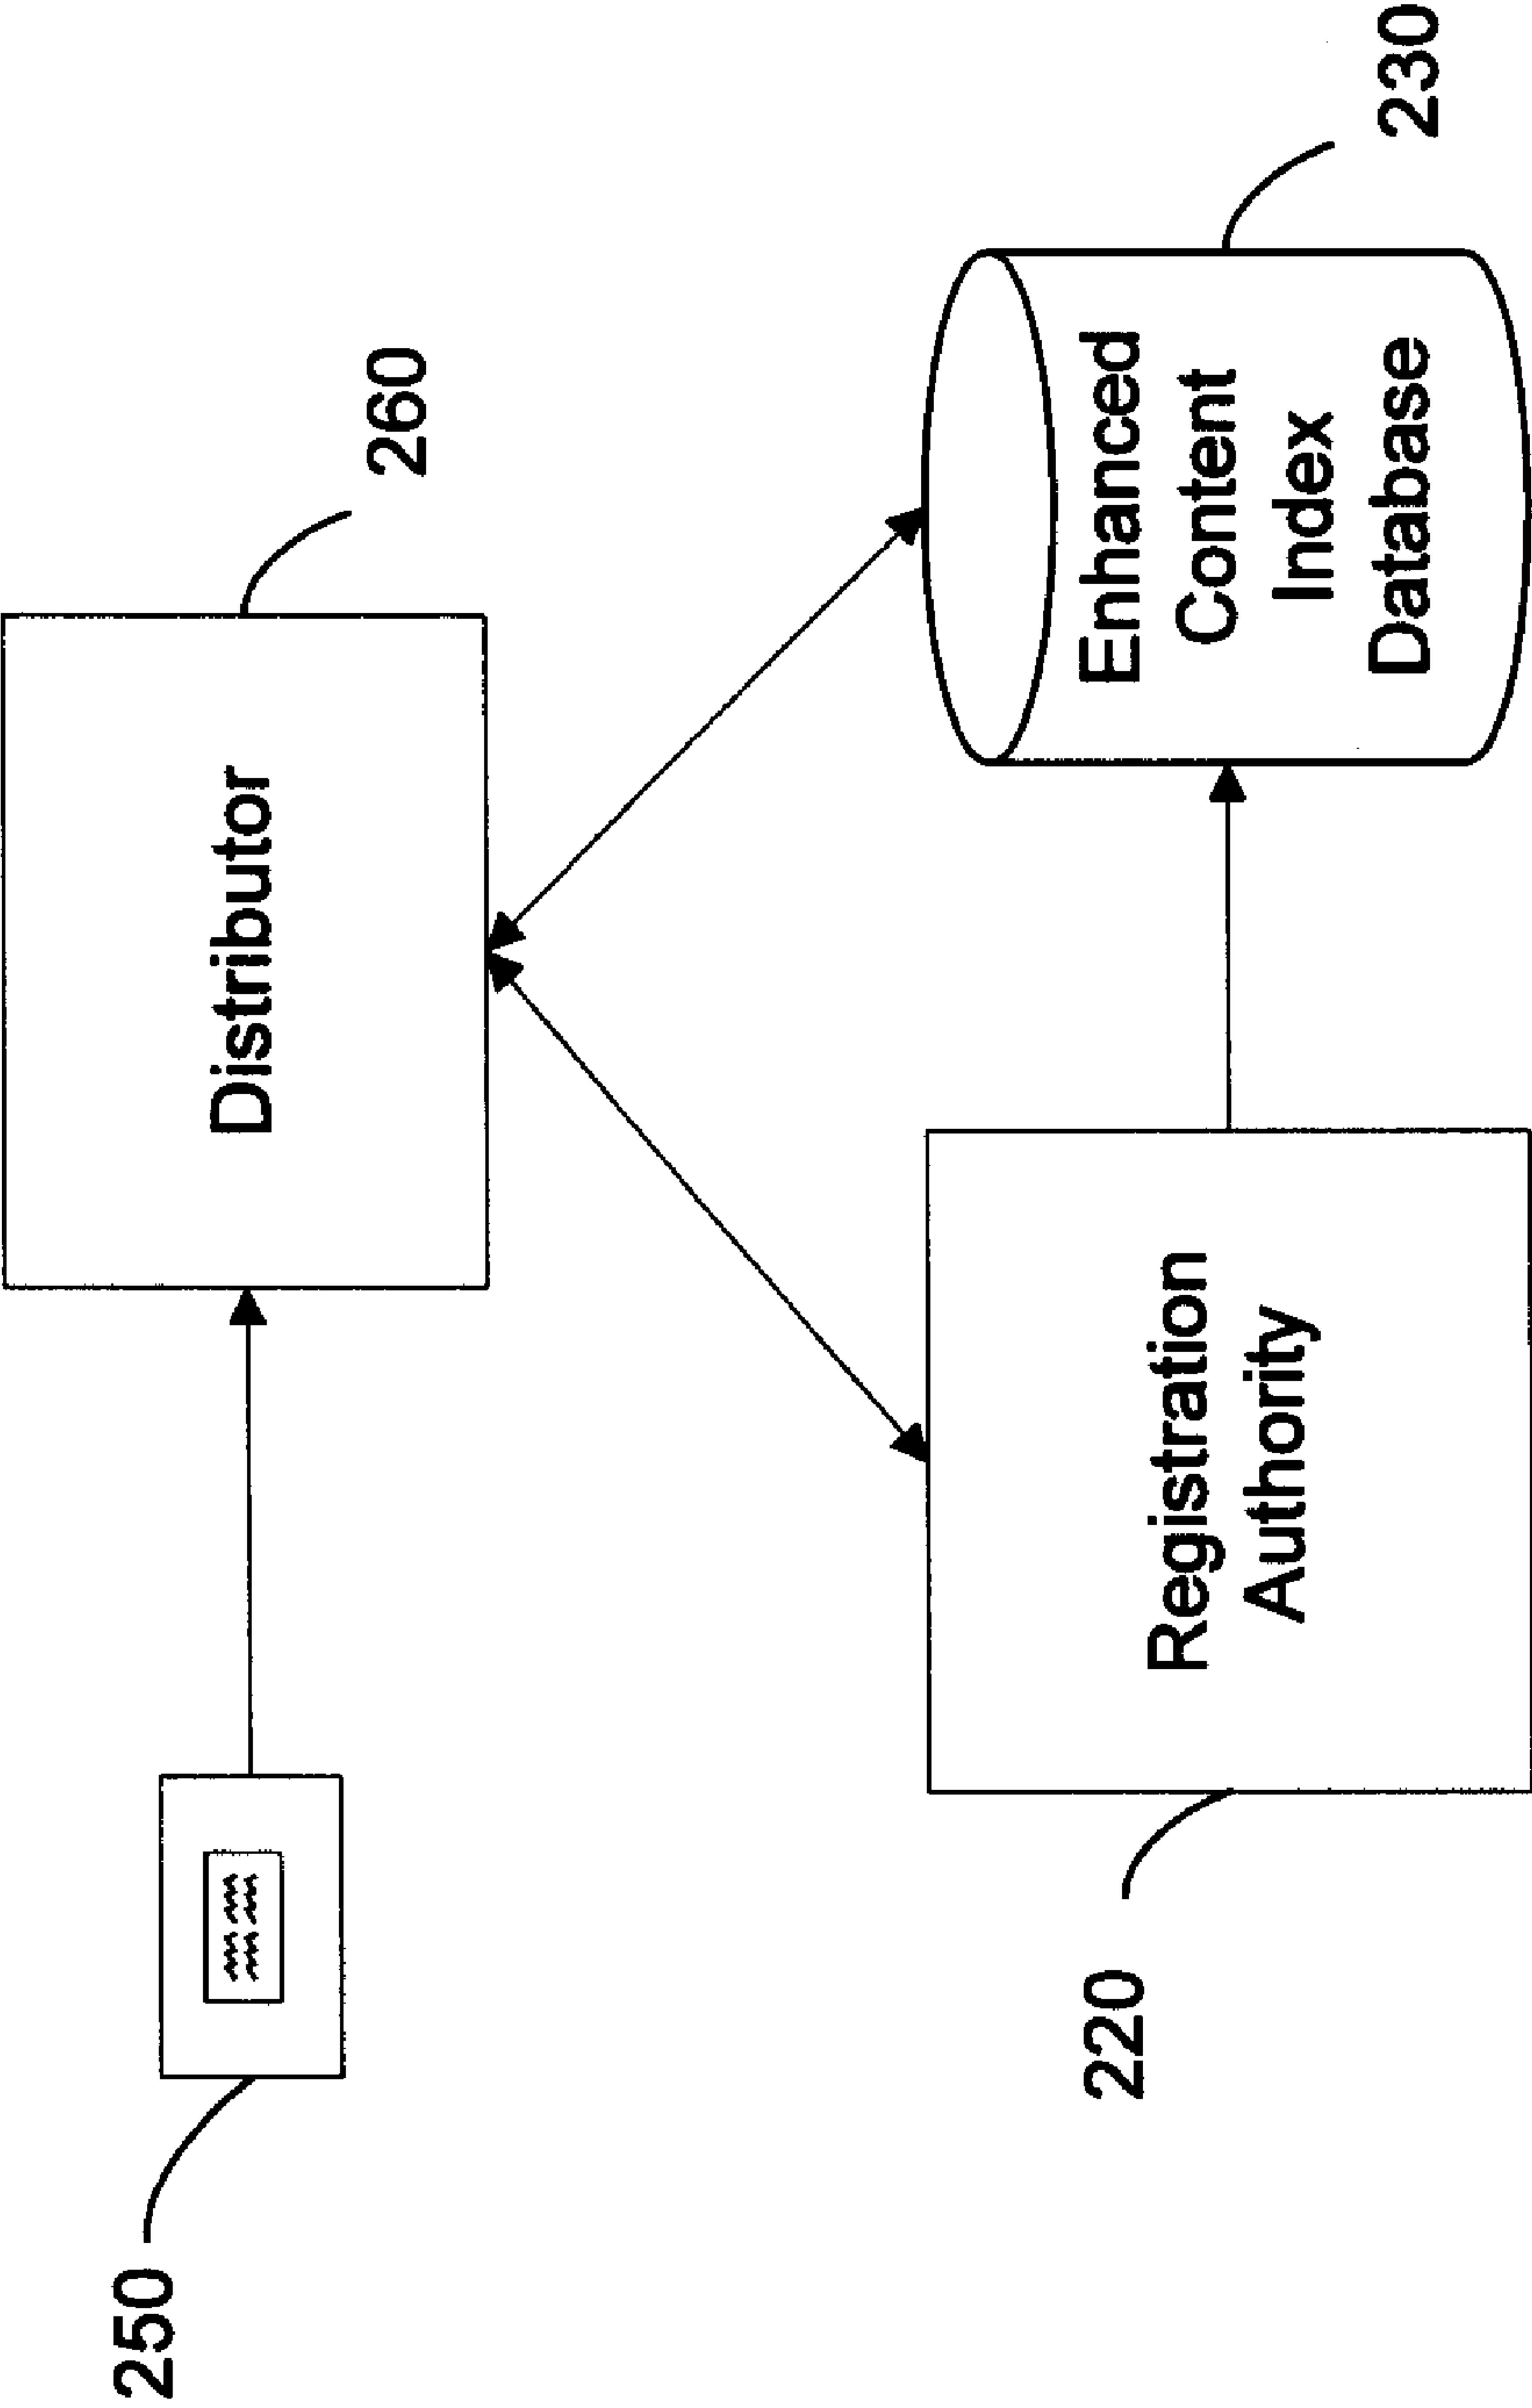 250
Distributor
260
220
Registration
Authority
Enhanced
Content
Index
Database
230